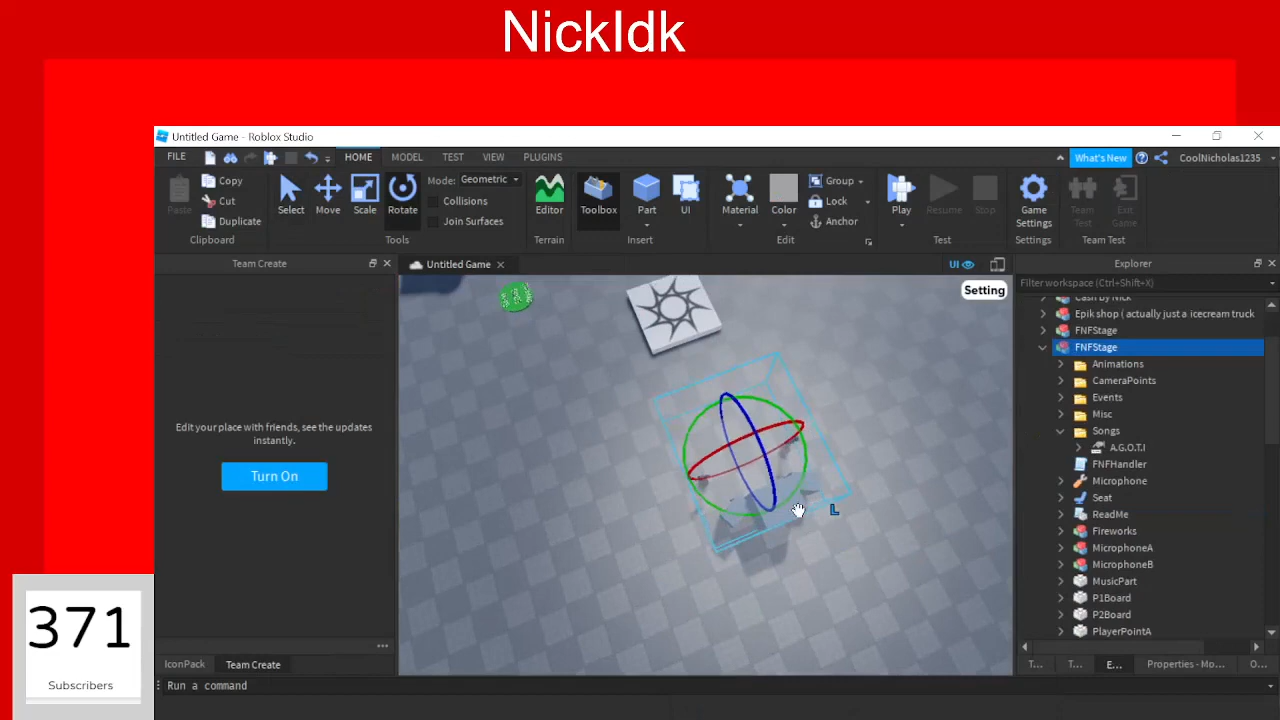 NickIdk
Untitled Game - Roblox Studio
FILE HOME MODEL TEST VIEW PLUGINS What's New CoolNicholas1235
Paste Copy Cut Duplicate Clipboard
Select Move Scale Rotate Tools
Mode: Geometric
Collisions
Join Surfaces
Editor Terrain
Toolbox Part UI Insert
Material Color Group Lock Anchor Edit
Play Resume Stop Test
Game Settings Settings
Team Test Exit Game Team Test
Team Create
Untitled Game
UI
Explorer
Filter workspace (Ctrl+Shift+X)
Setting
Cash By Nick
Epik shop ( actually just a icecream truck
FNFStage
FNFStage
Animations
CameraPoints
Events
Misc
Songs
A.G.O.T.I
FNFHandler
Microphone
Seat
ReadMe
Fireworks
MicrophoneA
MicrophoneB
MusicPart
P1Board
P2Board
PlayerPointA
Edit your place with friends, see the updates
instantly.
Turn On
L
371
Subscribers
IconPack Team Create
T... T... E... Properties - Mo... O...
Run a command